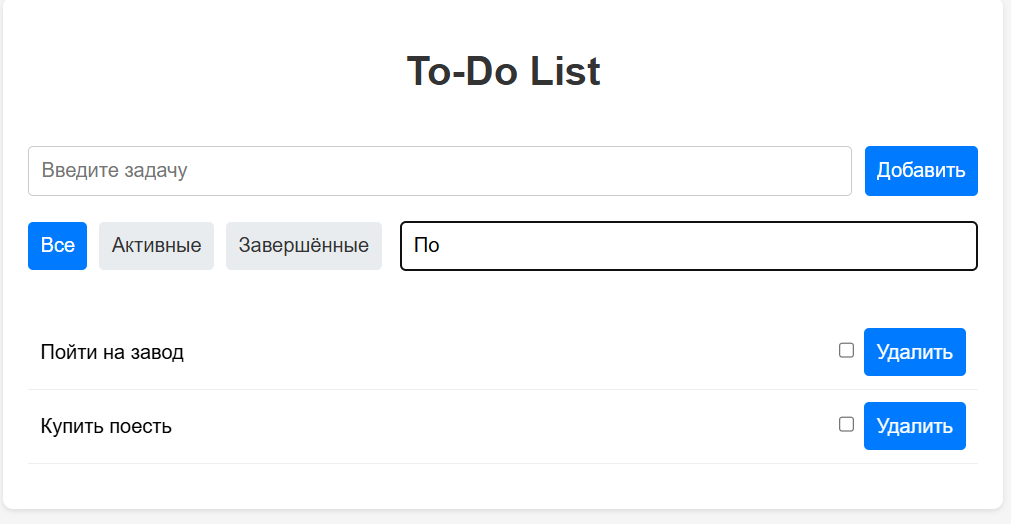 To-Do List
Введите задачу Добавить
Все Активные Завершённые По
Пойти на завод Удалить
Купить поесть Удалить